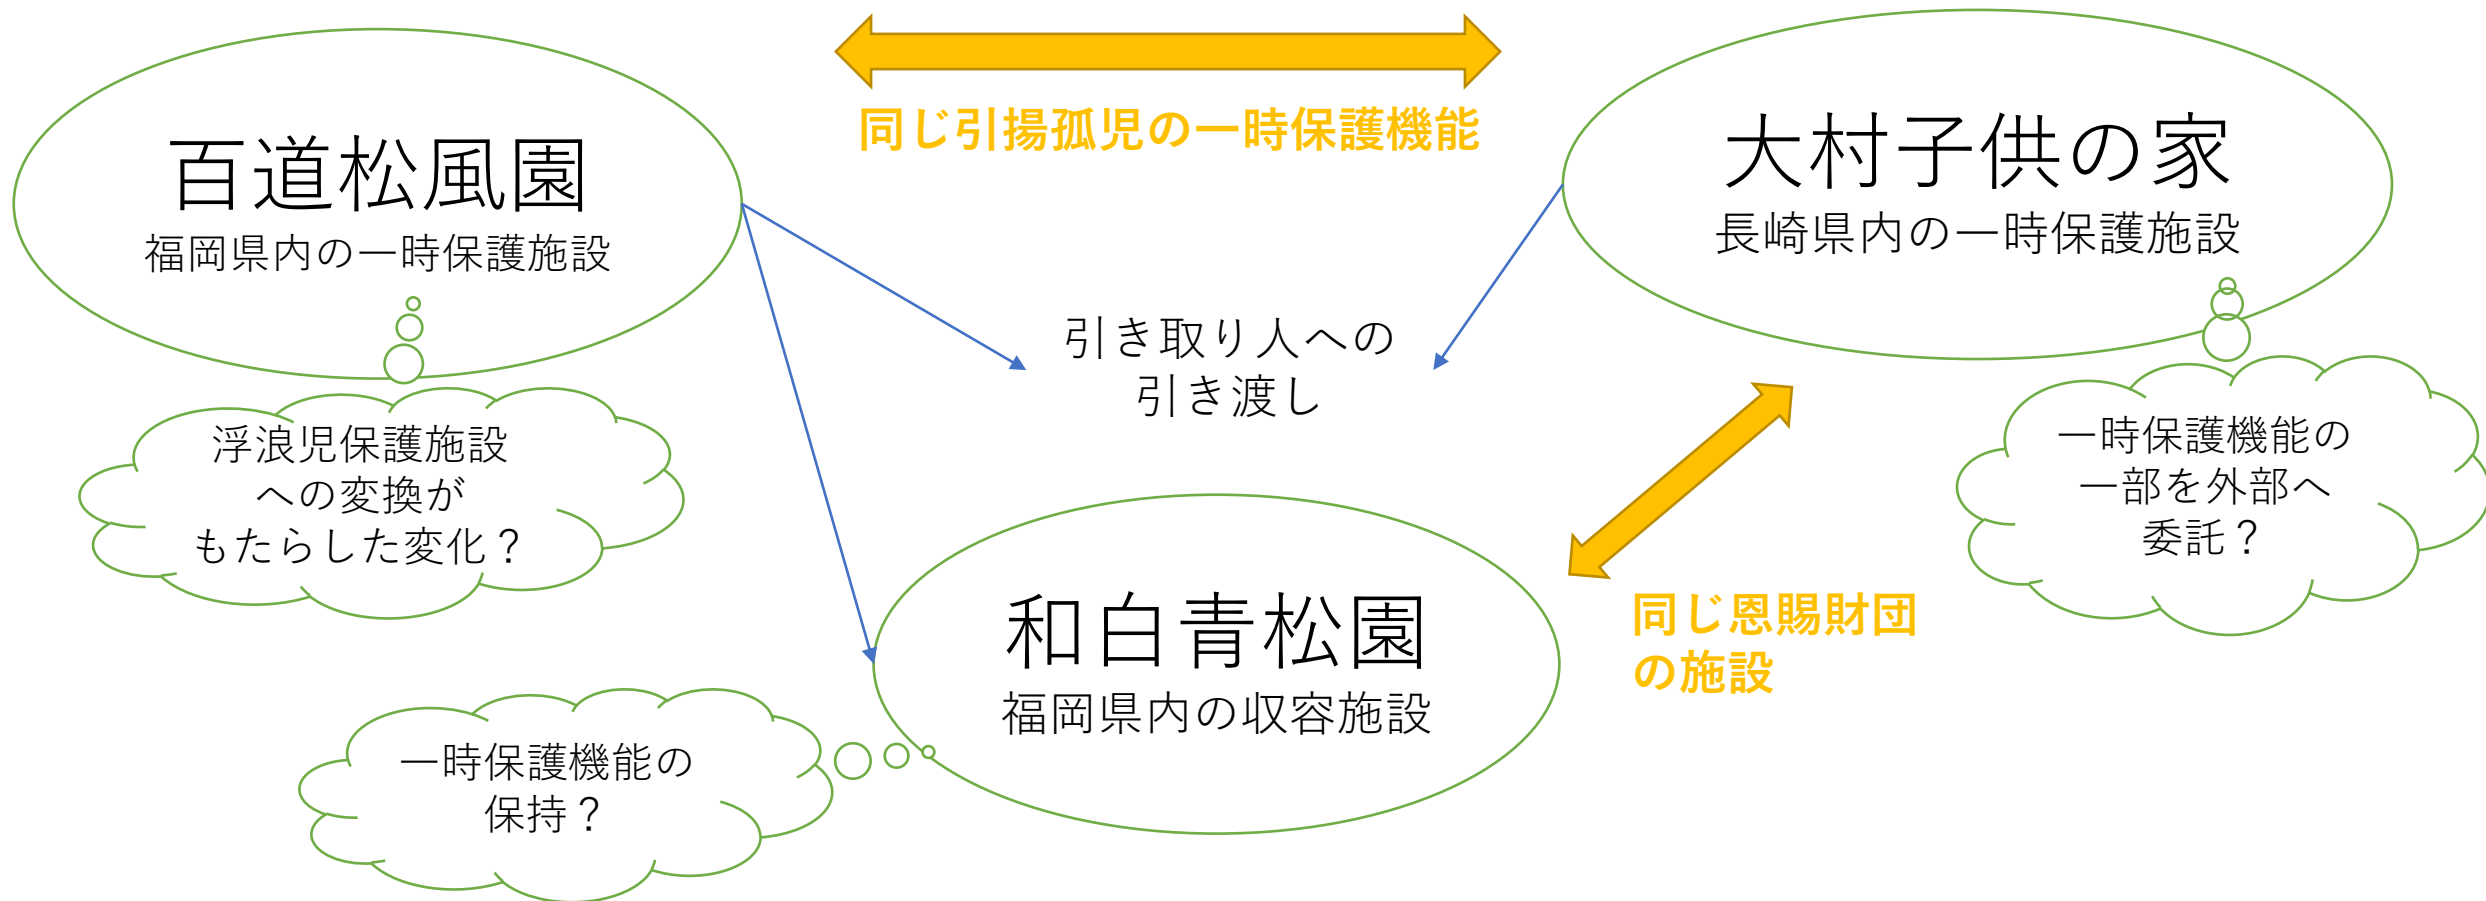 同じ引揚孤児の一時保護機能
百道松風園
福岡県内の一時保護施設
大村子供の家
長崎県内の一時保護施設
引き取り人への
引き渡し
浮浪児保護施設
への変換が
もたらした変化？
一時保護機能の
一部を外部へ
委託？
和白青松園
福岡県内の収容施設
同じ恩賜財団
の施設
一時保護機能の
保持？